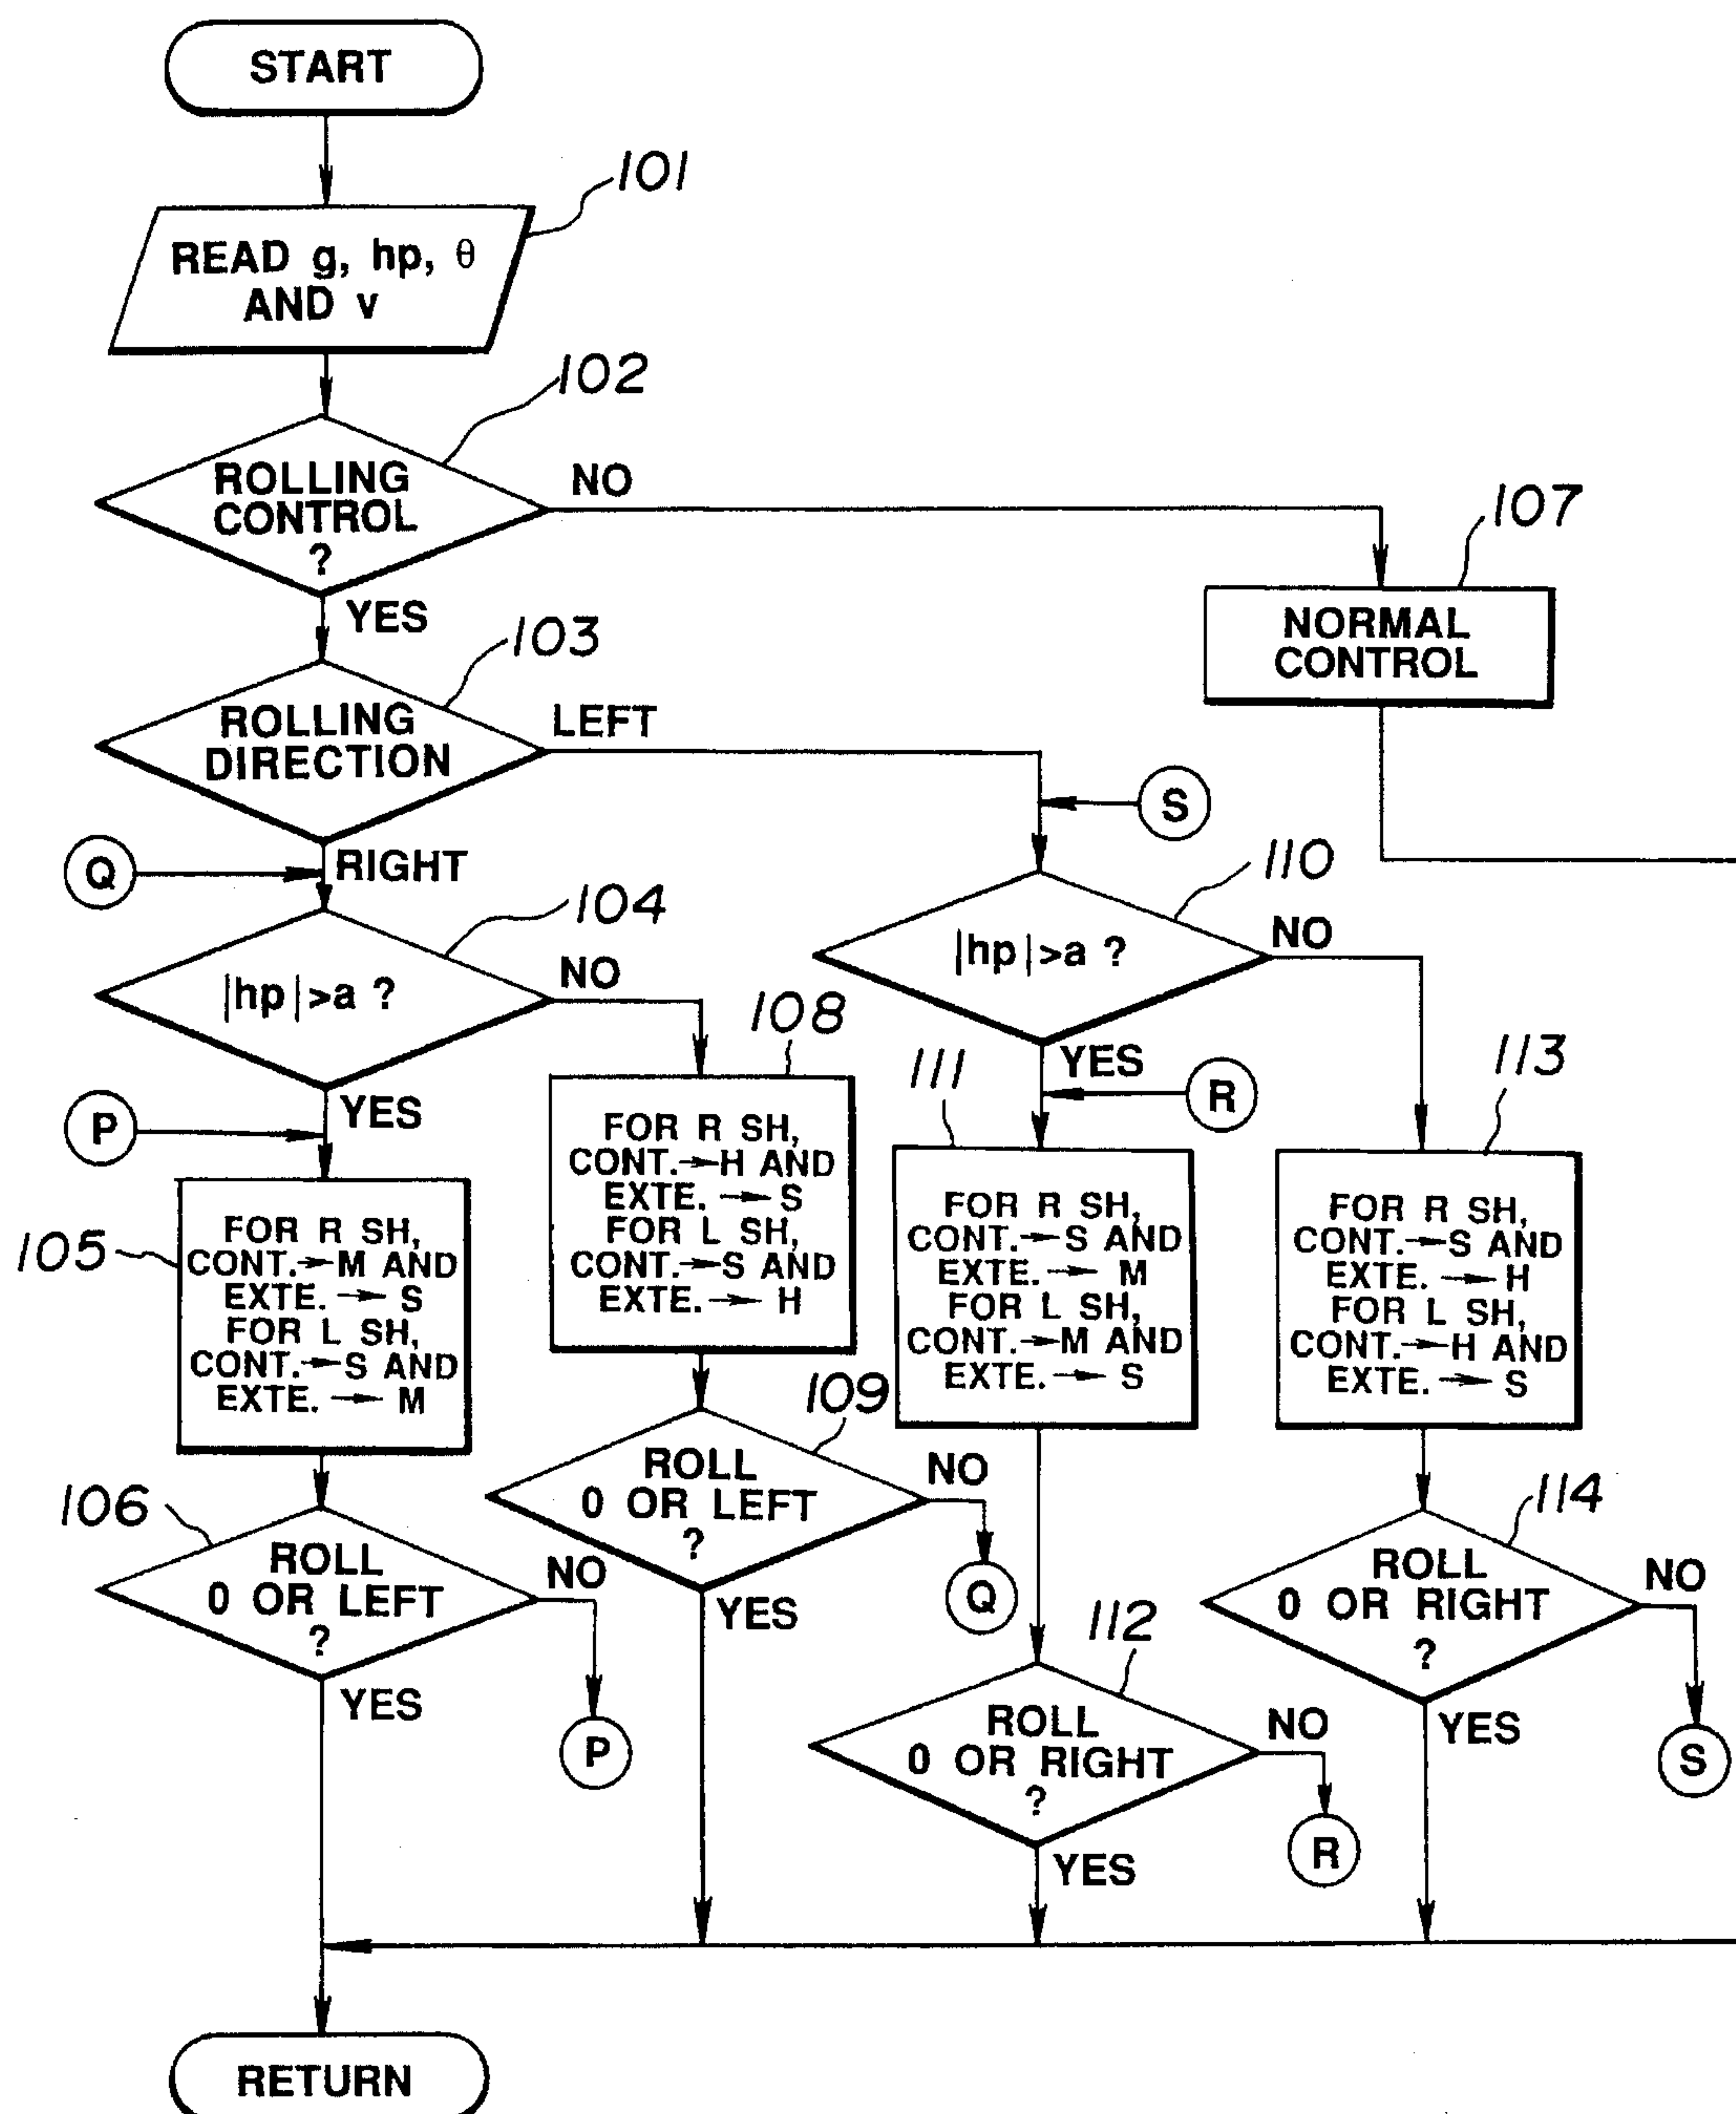 START
101
READ g, hp, θ
AND v
102
ROLLING
CONTROL
?
NO
YES
107
NORMAL
CONTROL
103
ROLLING
DIRECTION
LEFT
S
Q
RIGHT
104
|hp|>a ?
NO
YES
110
|hp|>a ?
NO
YES
P
R
105
FOR R SH,
CONT.→M AND
EXTE. → S
FOR L SH,
CONT.→S AND
EXTE. → M
108
FOR R SH,
CONT.→H AND
EXTE. → S
FOR L SH,
CONT.→S AND
EXTE. → H
111
FOR R SH,
CONT.→S AND
EXTE. → M
FOR L SH,
CONT.→M AND
EXTE. → S
113
FOR R SH,
CONT.→S AND
EXTE. → H
FOR L SH,
CONT.→H AND
EXTE. → S
106
ROLL
0 OR LEFT
?
NO
YES
P
109
ROLL
0 OR LEFT
?
NO
YES
Q
112
ROLL
0 OR RIGHT
?
NO
YES
R
114
ROLL
0 OR RIGHT
?
NO
YES
S
RETURN